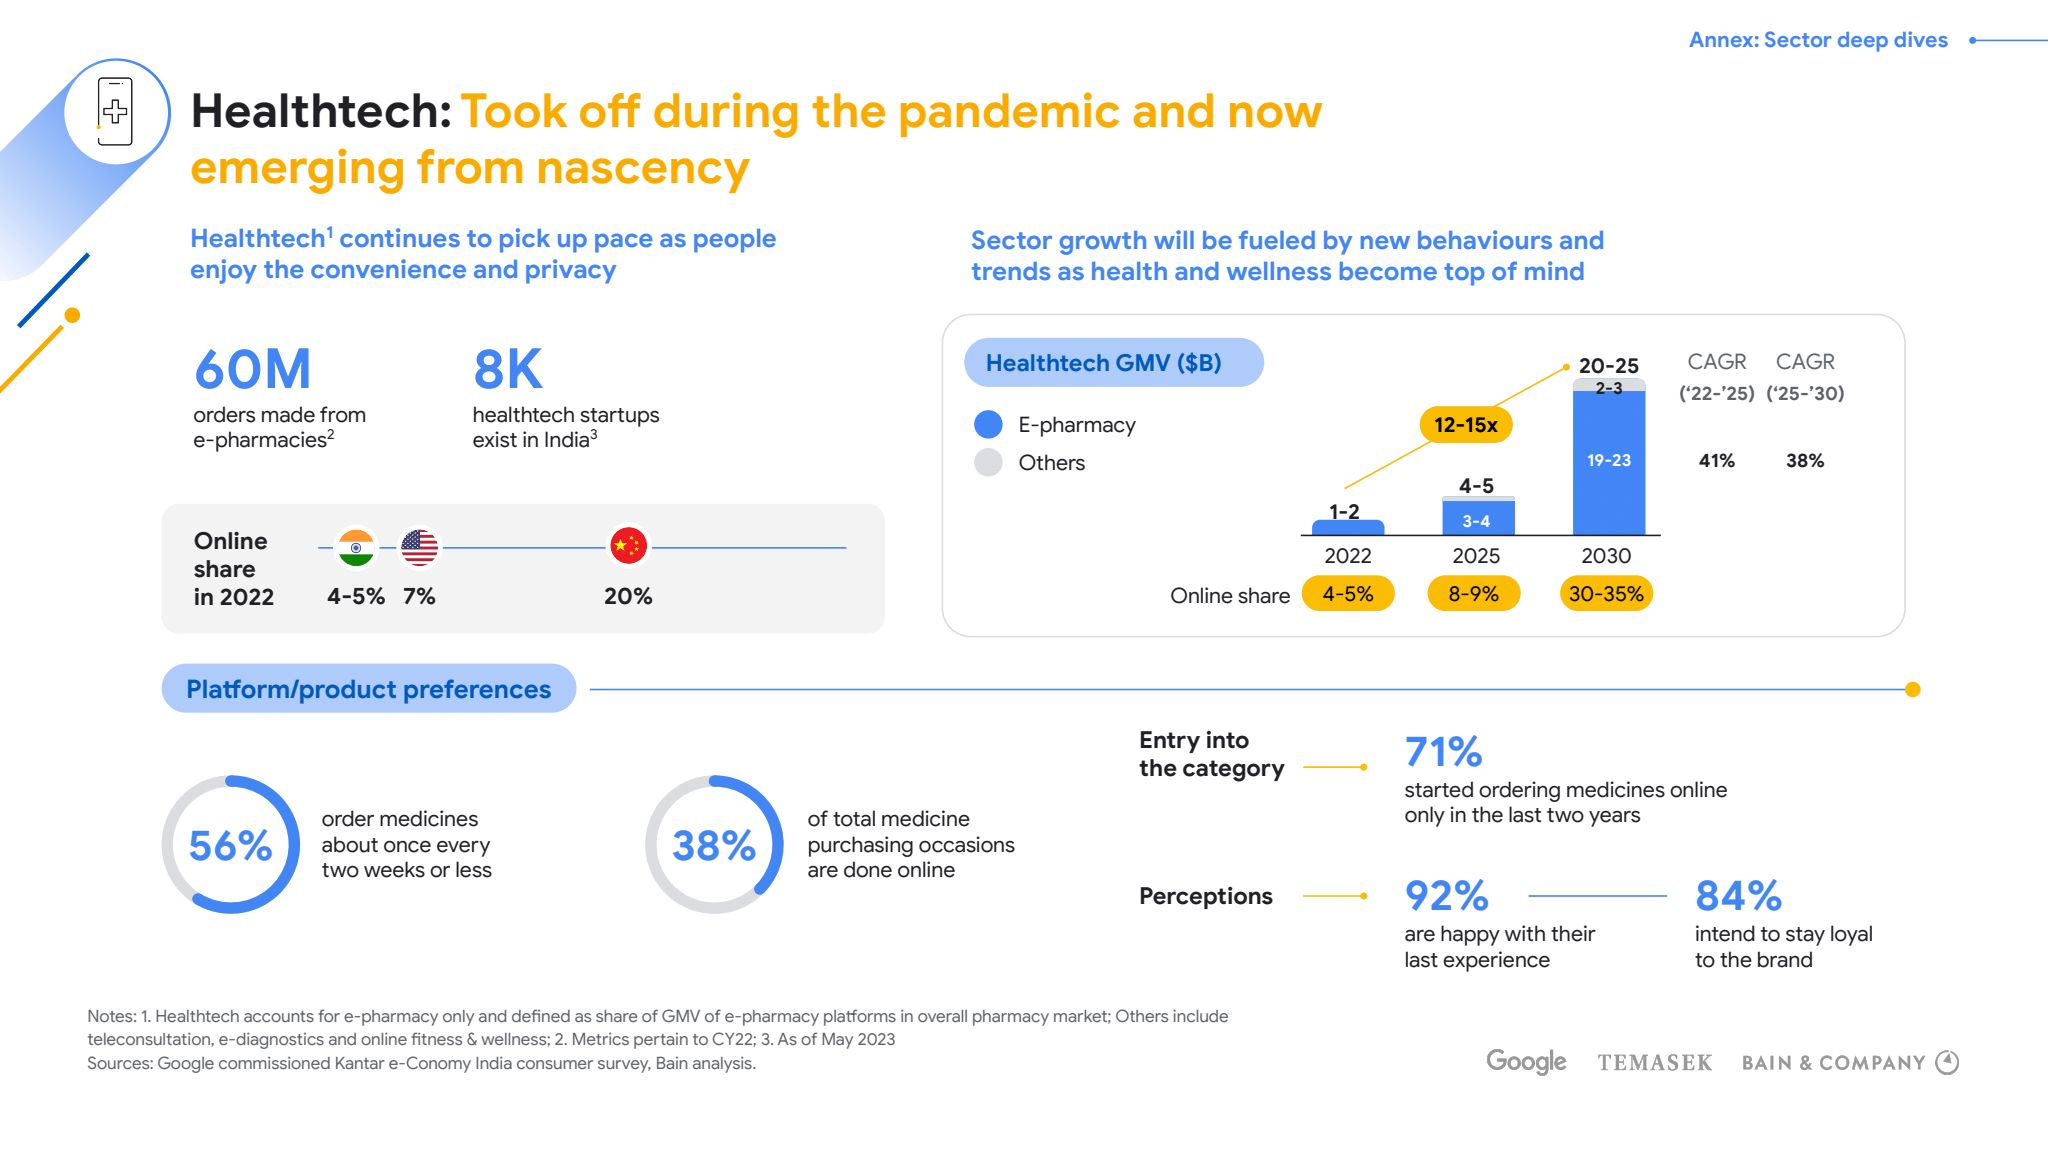 Annex: Sector deep dives
Healthtech: Took off during the pandemic and now
emerging from nascency
Healthtech¹ continues to pick up pace as people
enjoy the convenience and privacy
60M
orders made from
e-pharmacies²
8K
healthtech startups
exist in India³
Online
share
in 2022
4-5%
7%
20%
Sector growth will be fueled by new behaviours and
trends as health and wellness become top of mind
Healthtech GMV ($B)
E-pharmacy
Others
12-15x
1-2
4-5
3-4
20-25
2-3
19-23
2022
2025
2030
Online share
4-5%
8-9%
30-35%
CAGR
(‘22-’25)
41%
CAGR
(‘25-’30)
38%
Platform/product preferences
56%
order medicines
about once every
two weeks or less
38%
of total medicine
purchasing occasions
are done online
Entry into
the category
71%
started ordering medicines online
only in the last two years
Perceptions
92%
are happy with their
last experience
84%
intend to stay loyal
to the brand
Notes: 1. Healthtech accounts for e-pharmacy only and defined as share of GMV of e-pharmacy platforms in overall pharmacy market; Others include
teleconsultation, e-diagnostics and online fitness & wellness; 2. Metrics pertain to CY22; 3. As of May 2023
Sources: Google commissioned Kantar e-Conomy India consumer survey, Bain analysis.
Google
TEMASEK
BAIN & COMPANY